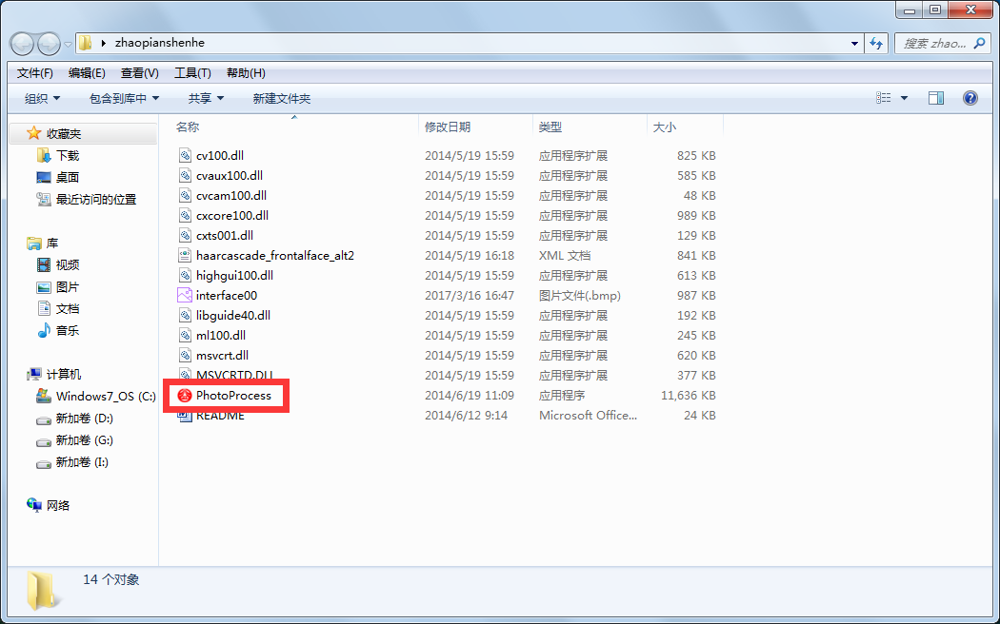 zhaopianshenhe
搜索 zhao...
文件(F) 编辑(E) 查看(V) 工具(T) 帮助(H)
组织 包含到库中 共享 新建文件夹
名称 修改日期 类型 大小
收藏夹
下载
桌面
最近访问的位置
库
视频
图片
文档
音乐
计算机
Windows7_OS (C:)
新加卷 (D:)
新加卷 (G:)
新加卷 (I:)
网络
cv100.dll 2014/5/19 15:59 应用程序扩展 825 KB
cvaux100.dll 2014/5/19 15:59 应用程序扩展 585 KB
cvcam100.dll 2014/5/19 15:59 应用程序扩展 48 KB
cxcore100.dll 2014/5/19 15:59 应用程序扩展 989 KB
cxts001.dll 2014/5/19 15:59 应用程序扩展 129 KB
haarcascade_frontalface_alt2 2014/5/19 16:18 XML 文档 841 KB
highgui100.dll 2014/5/19 15:59 应用程序扩展 613 KB
interface00 2017/3/16 16:47 图片文件(.bmp) 987 KB
libguide40.dll 2014/5/19 15:59 应用程序扩展 192 KB
ml100.dll 2014/5/19 15:59 应用程序扩展 245 KB
msvcrt.dll 2014/5/19 15:59 应用程序扩展 620 KB
MSVCRTD.DLL 2014/5/19 15:59 应用程序扩展 377 KB
PhotoProcess 2014/6/19 11:09 应用程序 11,636 KB
README 2014/6/12 9:14 Microsoft Office... 24 KB
14 个对象